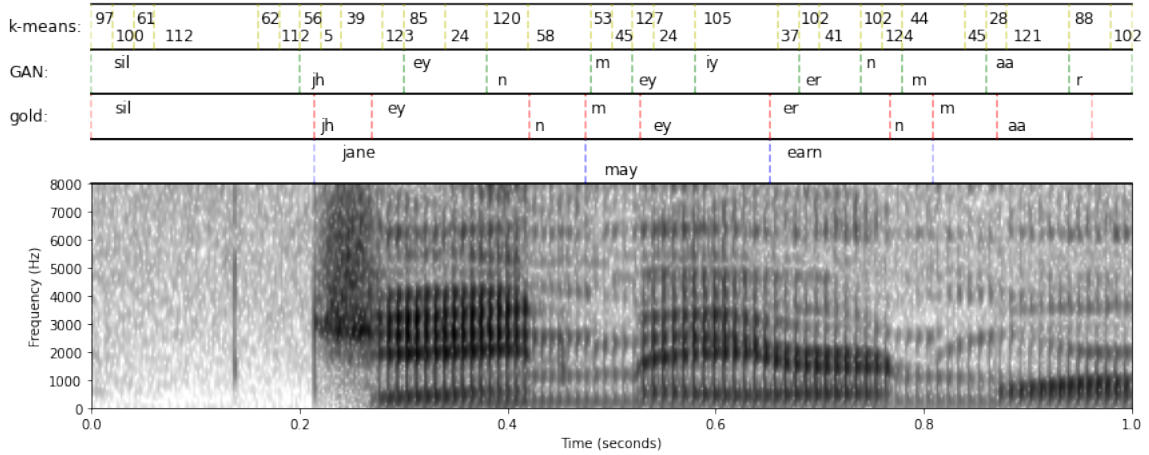 97 61 62 56 39 85 120 53 127 105 102 102 44 28 88
k-means:
100 112 112 5 123 24 58 45 24 37 41 124 45 121 102
sil ey m iy n aa
GAN:
jh n ey er m r
sil ey m er m
gold:
jh n ey n aa
jane earn
may
8000
7000
6000
5000
4000
3000
2000
1000
0
Frequency (Hz)
0.0 0.2 0.4 0.6 0.8 1.0
Time (seconds)